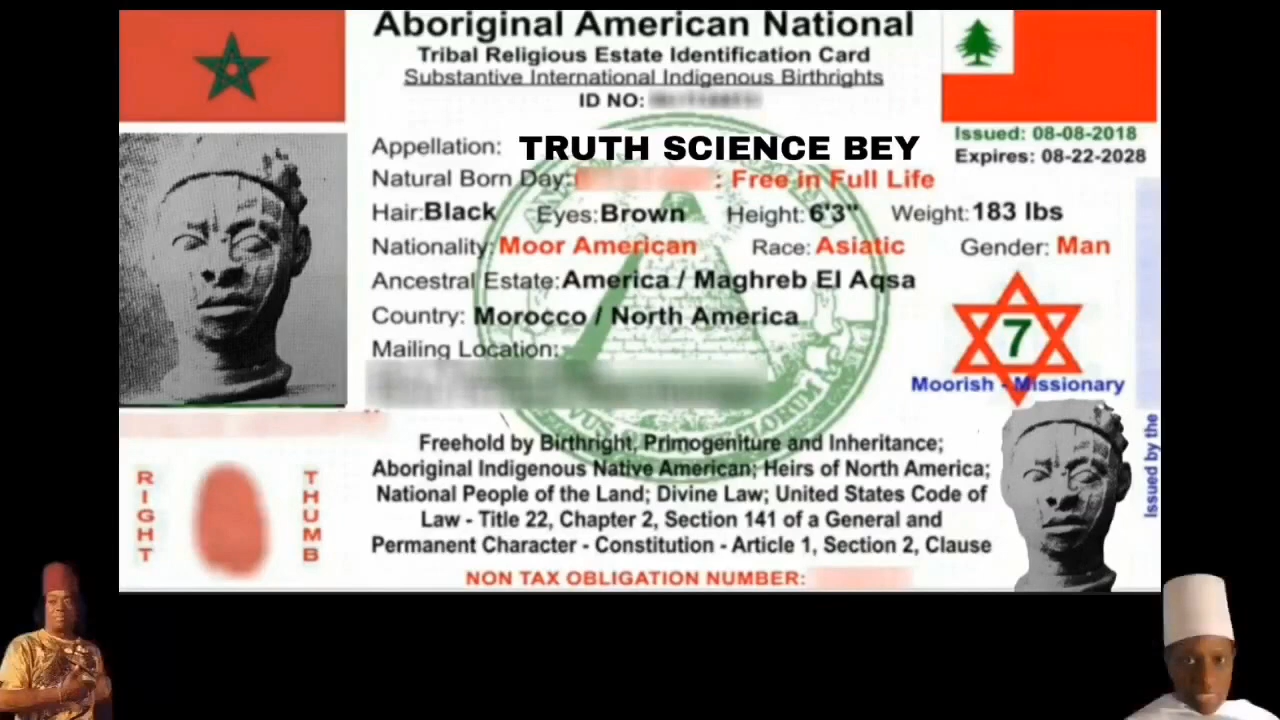 Aboriginal American National
Tribal Religious Estate Identification Card
Substantive International Indigenous Birthrights
ID NO:
Issued: 08-08-2018
Expires: 08-22-2028
Appellation: TRUTH SCIENCE BEY
Natural Born Day: : Free in Full Life
Hair:Black Eyes:Brown Height: 6'3" Weight:183 lbs
Nationality: Moor American Race: Asiatic Gender: Man
Ancestral Estate:America / Maghreb El Aqsa
Country: Morocco / North America
Mailing Location:
7
Moorish - Missionary
Freehold by Birthright, Primogeniture and Inheritance;
Aboriginal Indigenous Native American; Heirs of North America;
National People of the Land; Divine Law; United States Code of
Law - Title 22, Chapter 2, Section 141 of a General and
Permanent Character - Constitution - Article 1, Section 2, Clause
NON TAX OBLIGATION NUMBER:
RIGHT
THUMB
Issued by the